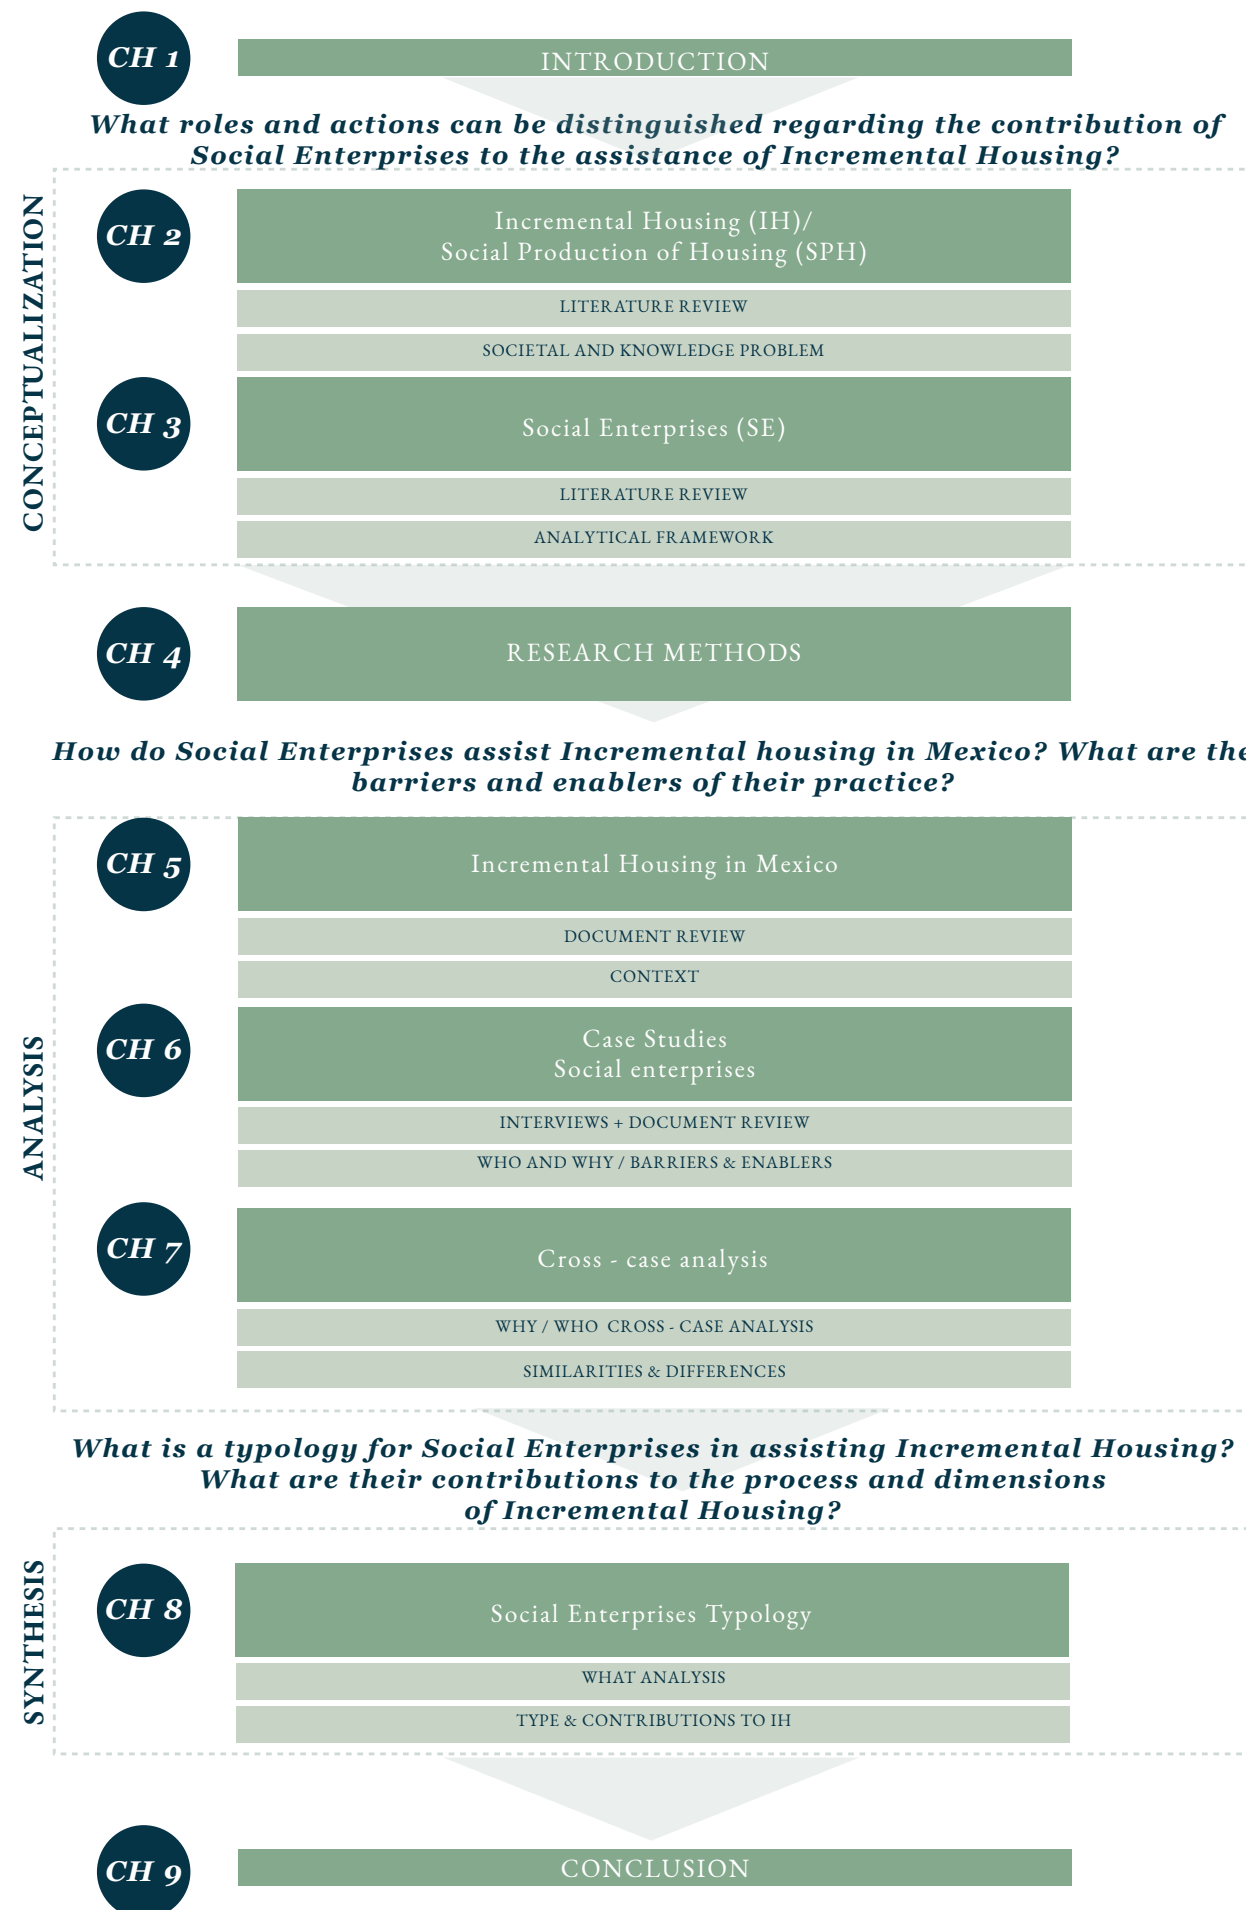 CH 1
INTRODUCTION
What roles and actions can be distinguished regarding the contribution of
Social Enterprises to the assistance of Incremental Housing?
CONCEPTUALIZATION
CH 2
Incremental Housing (IH)/
Social Production of Housing (SPH)
LITERATURE REVIEW
SOCIETAL AND KNOWLEDGE PROBLEM
CH 3
Social Enterprises (SE)
LITERATURE REVIEW
ANALYTICAL FRAMEWORK
CH 4
RESEARCH METHODS
How do Social Enterprises assist Incremental housing in Mexico? What are the
barriers and enablers of their practice?
ANALYSIS
CH 5
Incremental Housing in Mexico
DOCUMENT REVIEW
CONTEXT
CH 6
Case Studies
Social enterprises
INTERVIEWS + DOCUMENT REVIEW
WHO AND WHY / BARRIERS & ENABLERS
CH 7
Cross - case analysis
WHY / WHO CROSS - CASE ANALYSIS
SIMILARITIES & DIFFERENCES
What is a typology for Social Enterprises in assisting Incremental Housing?
What are their contributions to the process and dimensions
of Incremental Housing?
SYNTHESIS
CH 8
Social Enterprises Typology
WHAT ANALYSIS
TYPE & CONTRIBUTIONS TO IH
CH 9
CONCLUSION